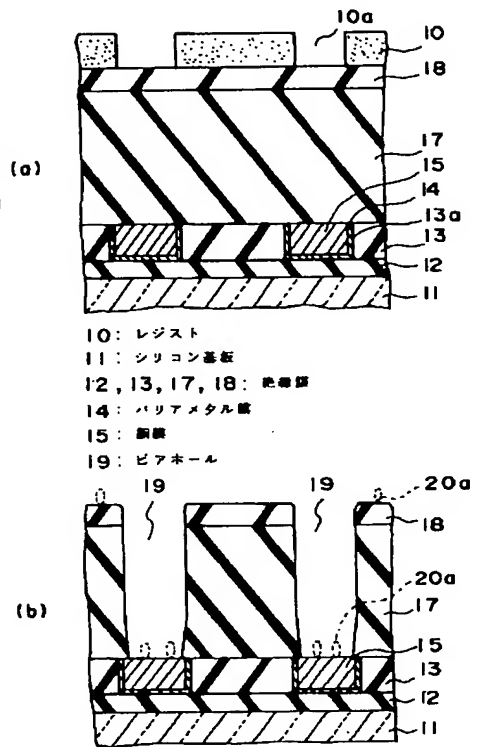 10a
10
18
(a)
17
15
14
13a
13
12
11
10: レジスト
11: シリコン基板
12, 13, 17, 18: 絶縁膜
14: バリアメタル膜
15: 銅膜
19: ビアホール
19
19
20a
18
(b)
20a
17
15
13
12
11